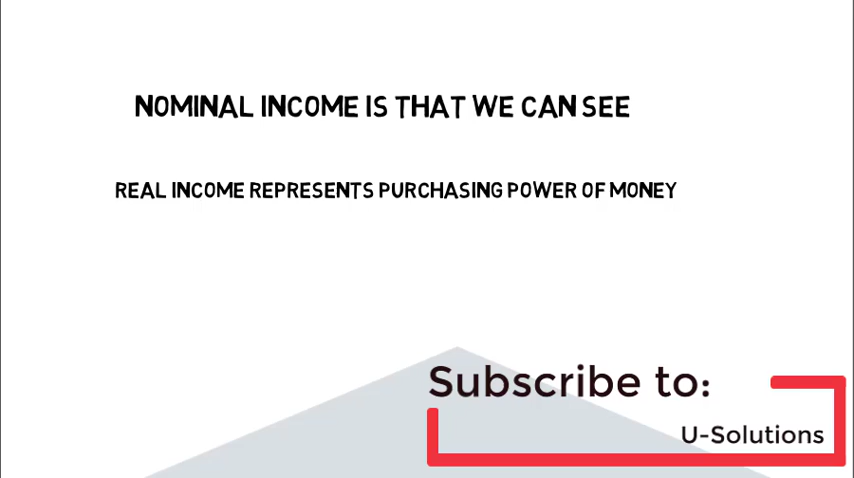 NOMINAL INCOME IS THAT WE CAN SEE
REAL INCOME REPRESENTS PURCHASING POWER OF MONEY
Subscribe to:
U-Solutions